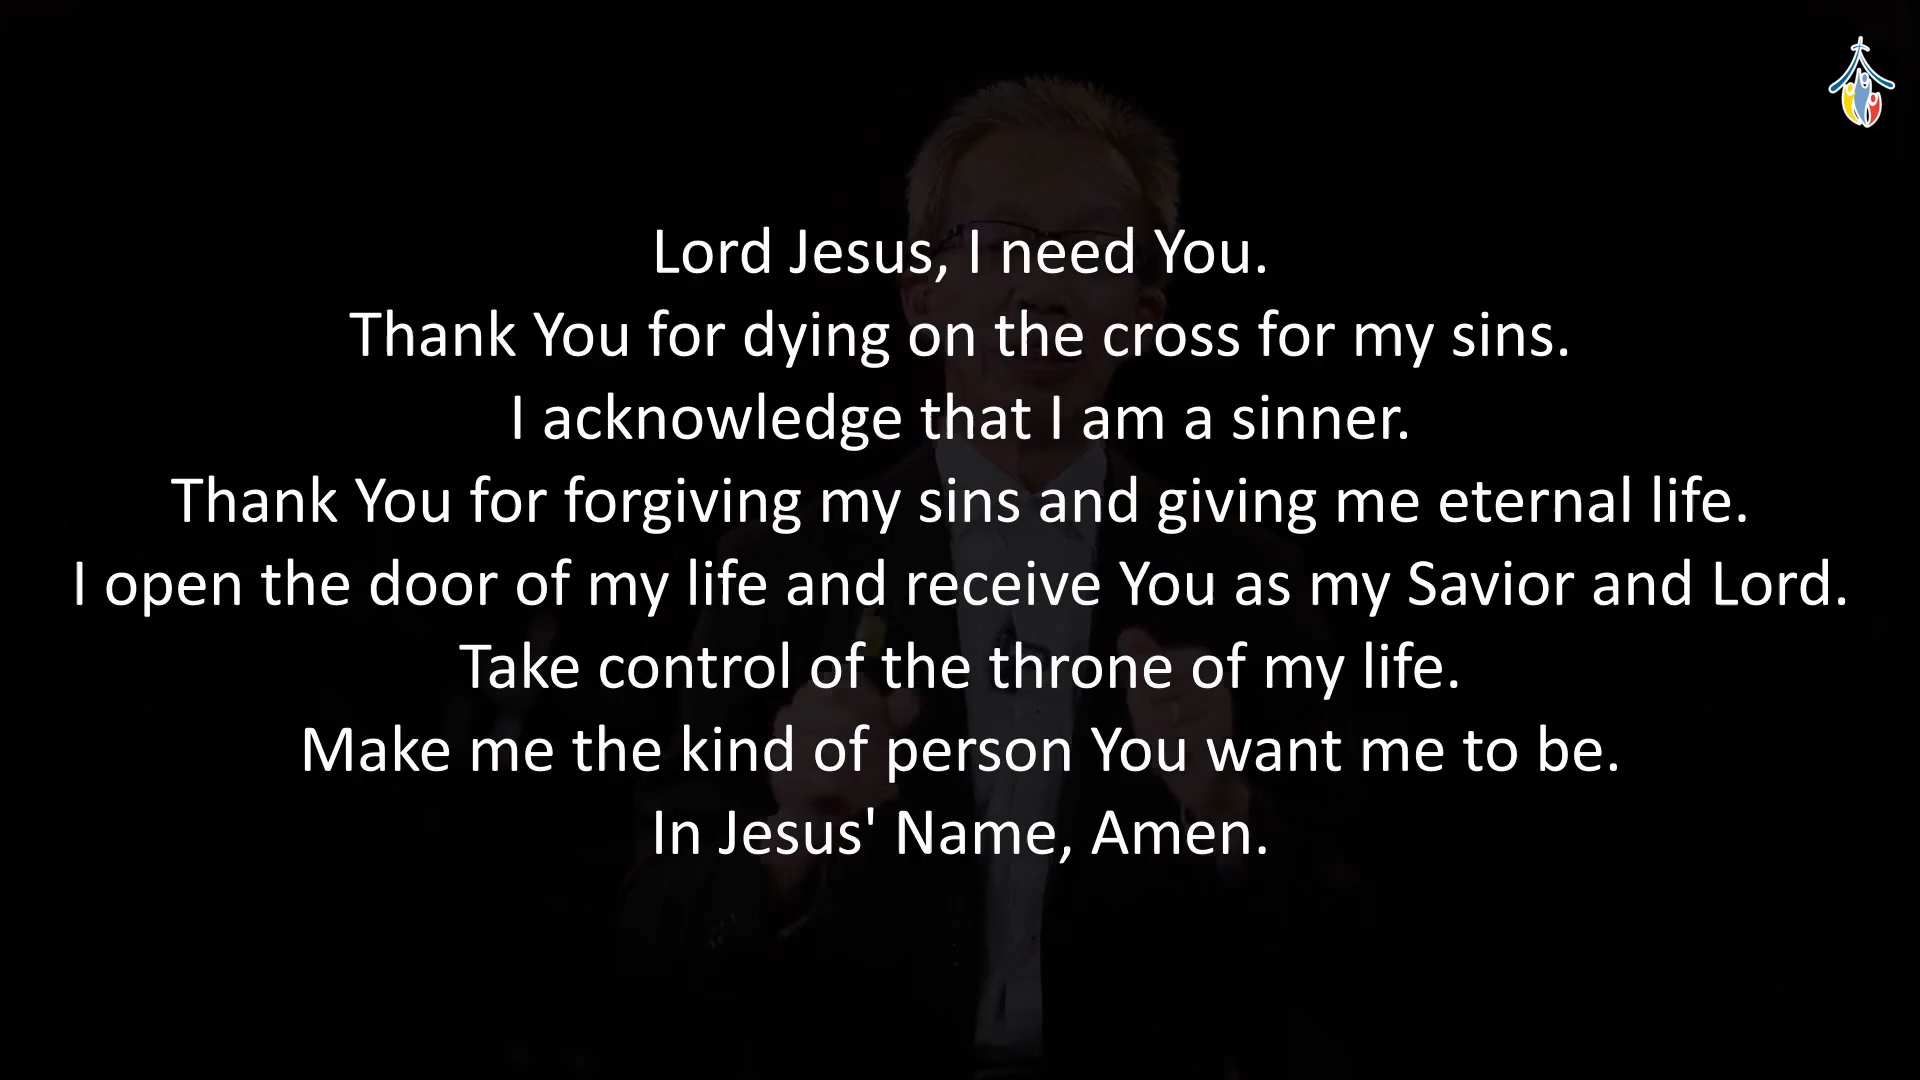 Lord Jesus, I need You.
Thank You for dying on the cross for my sins.
I acknowledge that I am a sinner.
Thank You for forgiving my sins and giving me eternal life.
I open the door of my life and receive You as my Savior and Lord.
Take control of the throne of my life.
Make me the kind of person You want me to be.
In Jesus' Name, Amen.